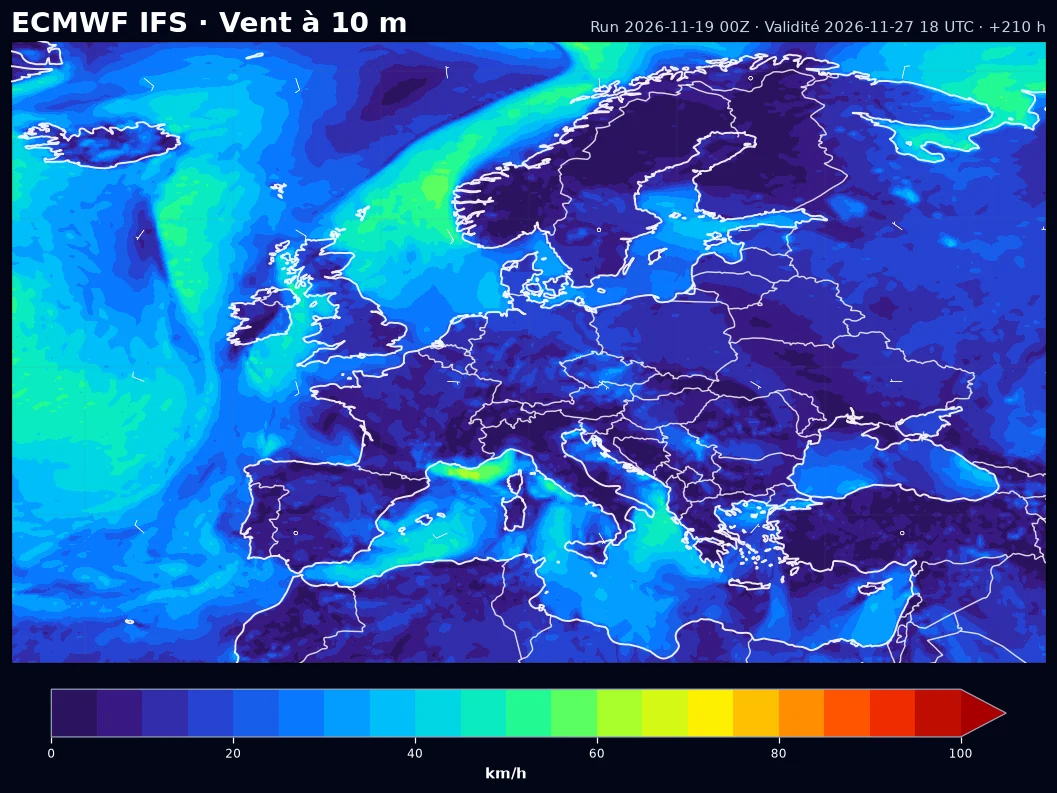 ECMWF IFS · Vent à 10 m
Run 2026-11-19 00Z · Validité 2026-11-27 18 UTC · +210 h
0 20 40 60 80 100
km/h